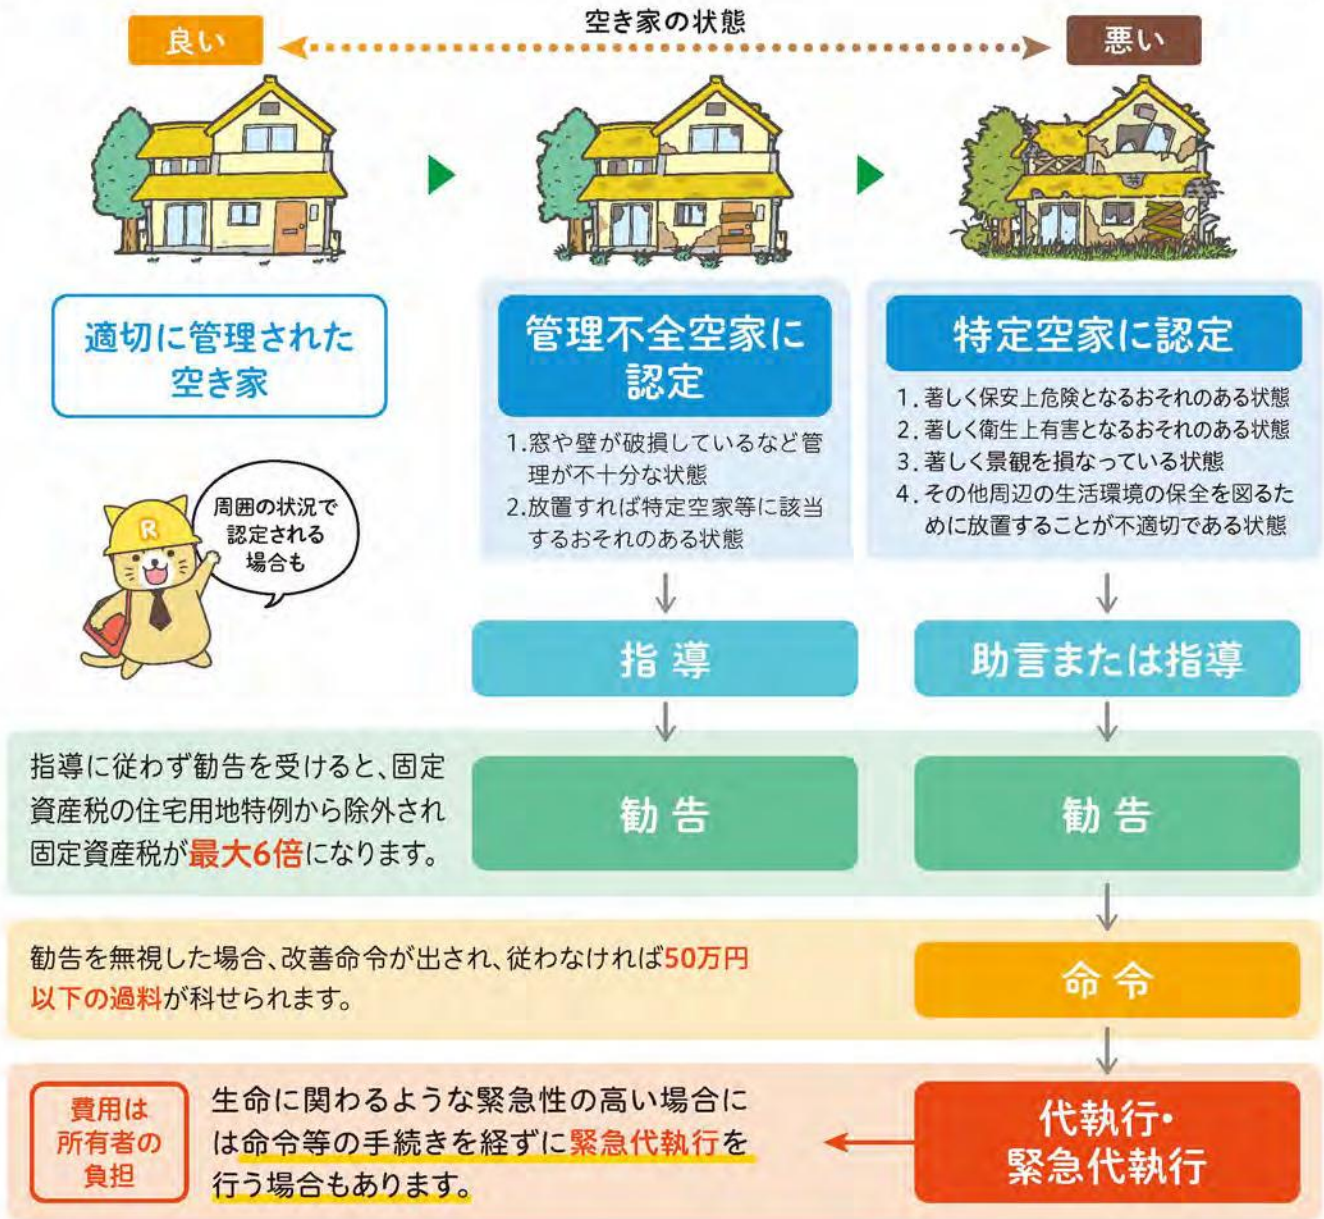 空き家の状態
良い
悪い
適切に管理された
空き家
周囲の状況で
認定される
場合も
R
管理不全空家に
認定
1.窓や壁が破損しているなど管
理が不十分な状態
2.放置すれば特定空家等に該当
するおそれのある状態
特定空家に認定
1.著しく保安上危険となるおそれのある状態
2.著しく衛生上有害となるおそれのある状態
3.著しく景観を損なっている状態
4.その他周辺の生活環境の保全を図るた
めに放置することが不適切である状態
指導
助言または指導
指導に従わず勧告を受けると、固定
資産税の住宅用地特例から除外され
固定資産税が最大6倍になります。
勧告
勧告
勧告を無視した場合、改善命令が出され、従わなければ50万円
以下の過料が科せられます。
命令
費用は
所有者の
負担
生命に関わるような緊急性の高い場合に
は命令等の手続きを経ずに緊急代執行を
行う場合もあります。
代執行・
緊急代執行